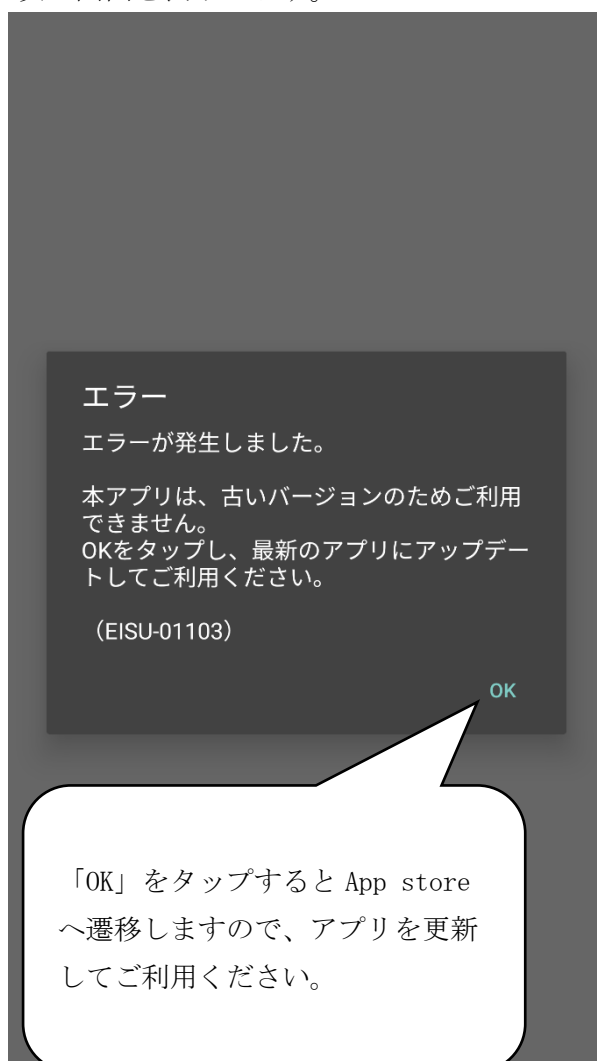 エラー
エラーが発生しました。
本アプリは、古いバージョンのためご利用
できません。
OKをタップし、最新のアプリにアップデー
トしてご利用ください。
（EISU-01103）
OK
「OK」をタップすると App store
へ遷移しますので、アプリを更新
してご利用ください。